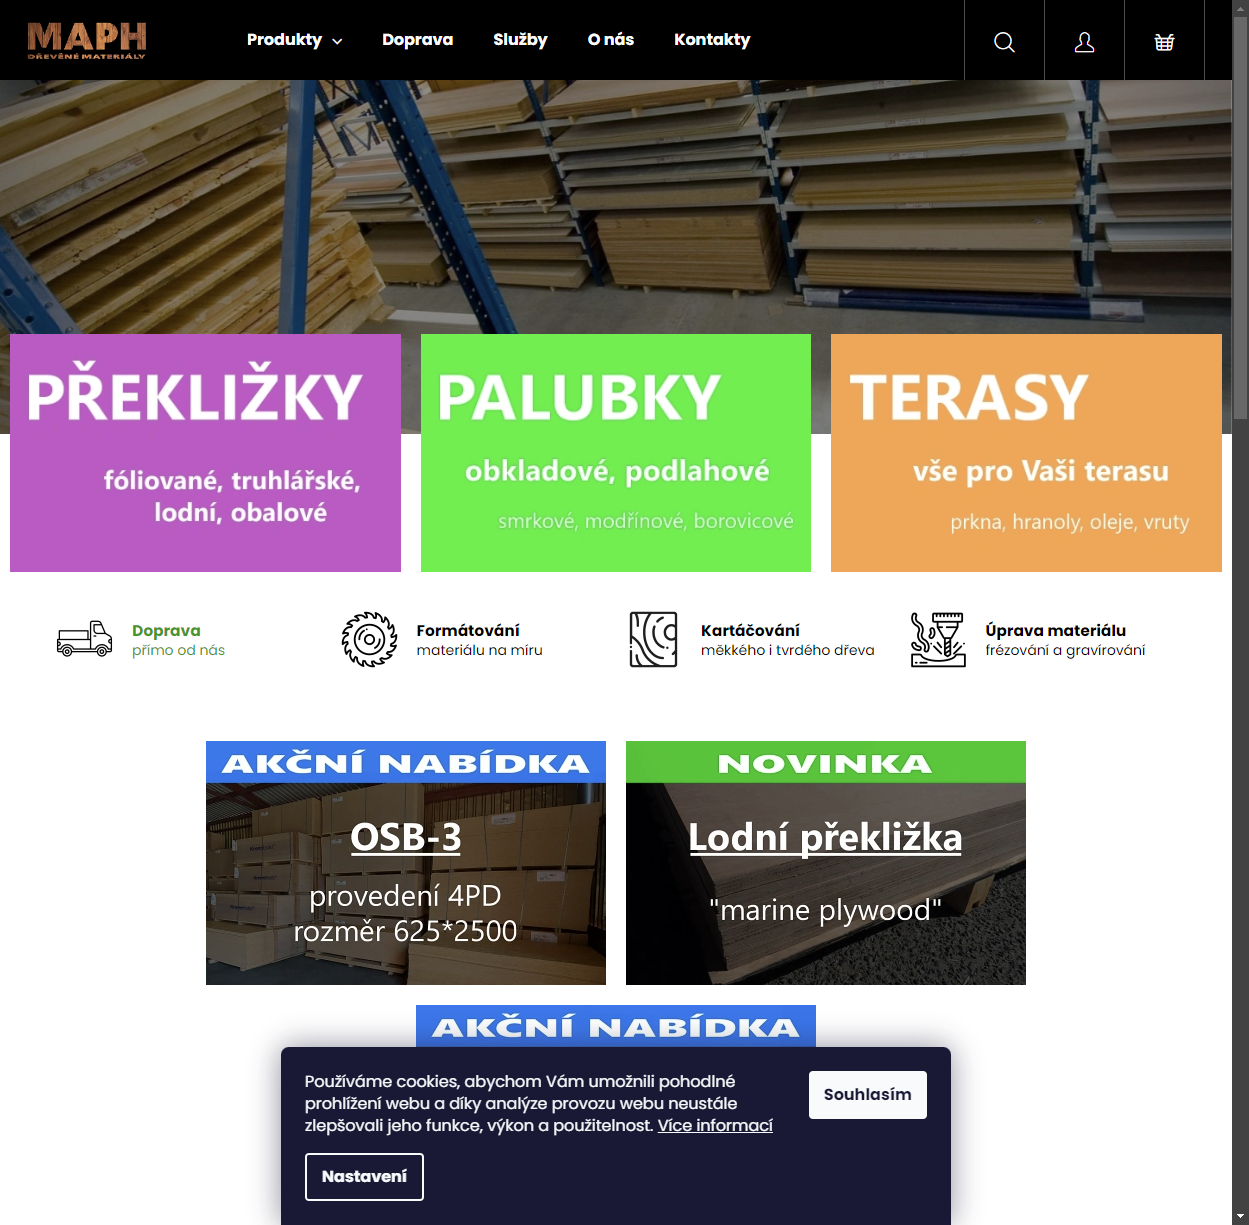 MAPH
DŘEVĚNÉ MATERIÁLY
Produkty
Doprava
Služby
O nás
Kontakty
PŘEKLIŽKY
fóliované, truhlářské,
lodní, obalové
PALUBKY
obkladové, podlahové
smrkové, modřínové, borovicové
TERASY
vše pro Vaši terasu
prkna, hranoly, oleje, vruty
Doprava
přímo od nás
Formátování
materiálu na míru
Kartáčování
měkkého i tvrdého dřeva
Úprava materiálu
frézování a gravírování
AKČNÍ NABÍDKA
OSB-3
provedení 4PD
rozměr 625*2500
NOVINKA
Lodní překližka
"marine plywood"
AKČNÍ NABÍDKA
Používáme cookies, abychom Vám umožnili pohodlné
prohlížení webu a díky analýze provozu webu neustále
zlepšovali jeho funkce, výkon a použitelnost. Více informací
Souhlasím
Nastavení